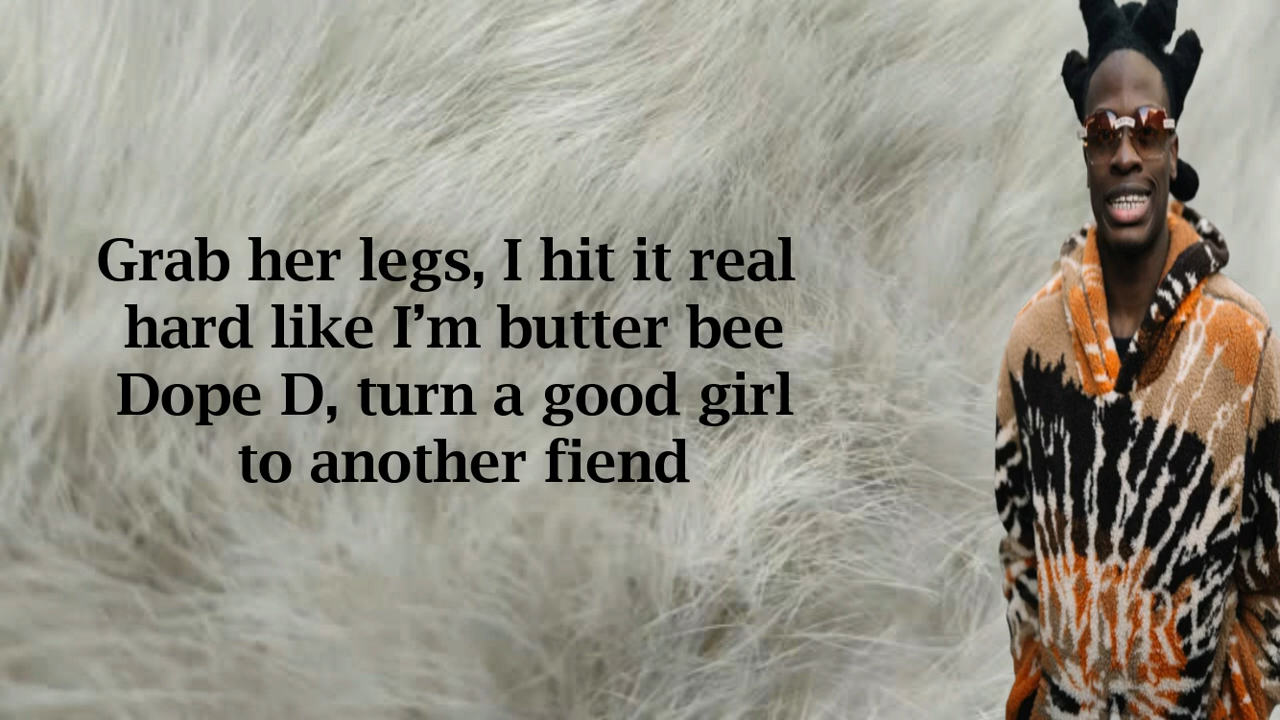 Grab her legs, I hit it real
hard like I’m butter bee
Dope D, turn a good girl
to another fiend